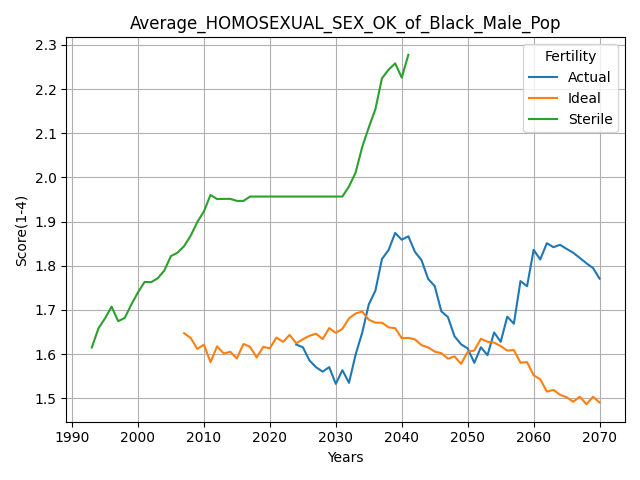 Average_HOMOSEXUAL_SEX_OK_of_Black_Male_Pop
2.3
2.2
2.1
2.0
1.9
1.8
1.7
1.6
1.5
Score(1-4)
Fertility
Actual
Ideal
Sterile
1990 2000 2010 2020 2030 2040 2050 2060 2070
Years